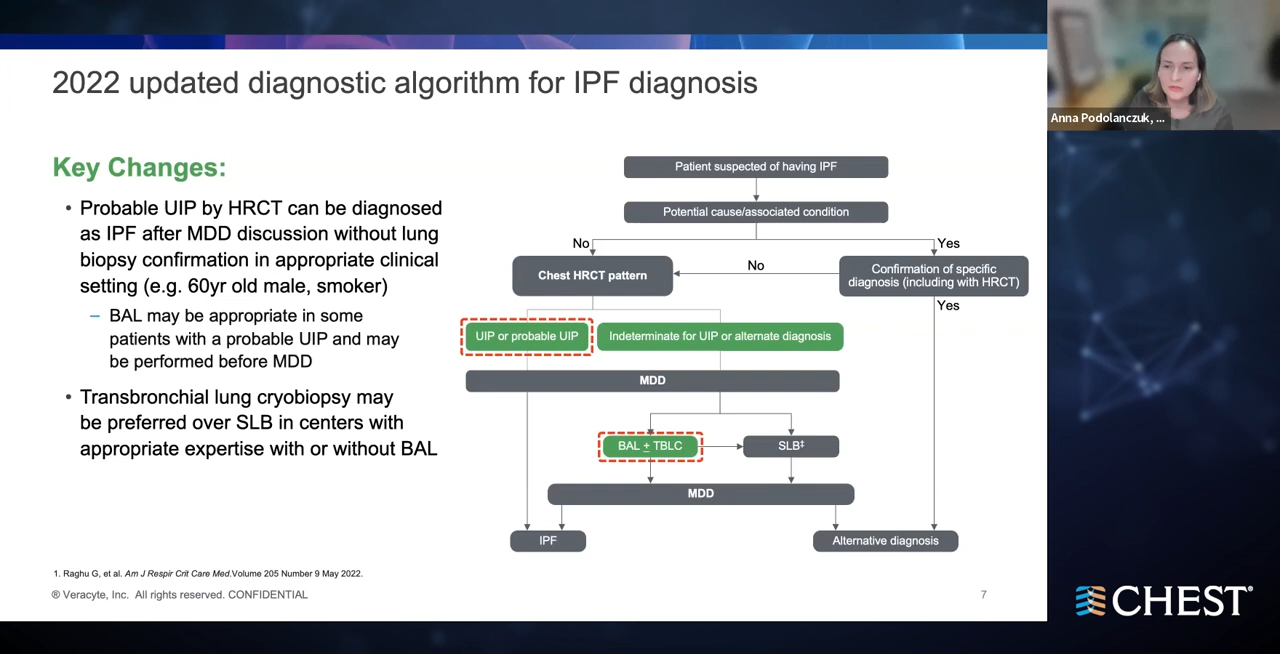 2022 updated diagnostic algorithm for IPF diagnosis
Anna Podolanczuk, ...
Key Changes:
• Probable UIP by HRCT can be diagnosed
as IPF after MDD discussion without lung
biopsy confirmation in appropriate clinical
setting (e.g. 60yr old male, smoker)
– BAL may be appropriate in some
patients with a probable UIP and may
be performed before MDD
• Transbronchial lung cryobiopsy may
be preferred over SLB in centers with
appropriate expertise with or without BAL
Patient suspected of having IPF
Potential cause/associated condition
No
Yes
Chest HRCT pattern
No
Confirmation of specific
diagnosis (including with HRCT)
Yes
UIP or probable UIP
Indeterminate for UIP or alternate diagnosis
MDD
BAL ± TBLC
SLB‡
MDD
IPF
Alternative diagnosis
1. Raghu G, et al. Am J Respir Crit Care Med.Volume 205 Number 9 May 2022.
® Veracyte, Inc. All rights reserved. CONFIDENTIAL
7
CHEST®